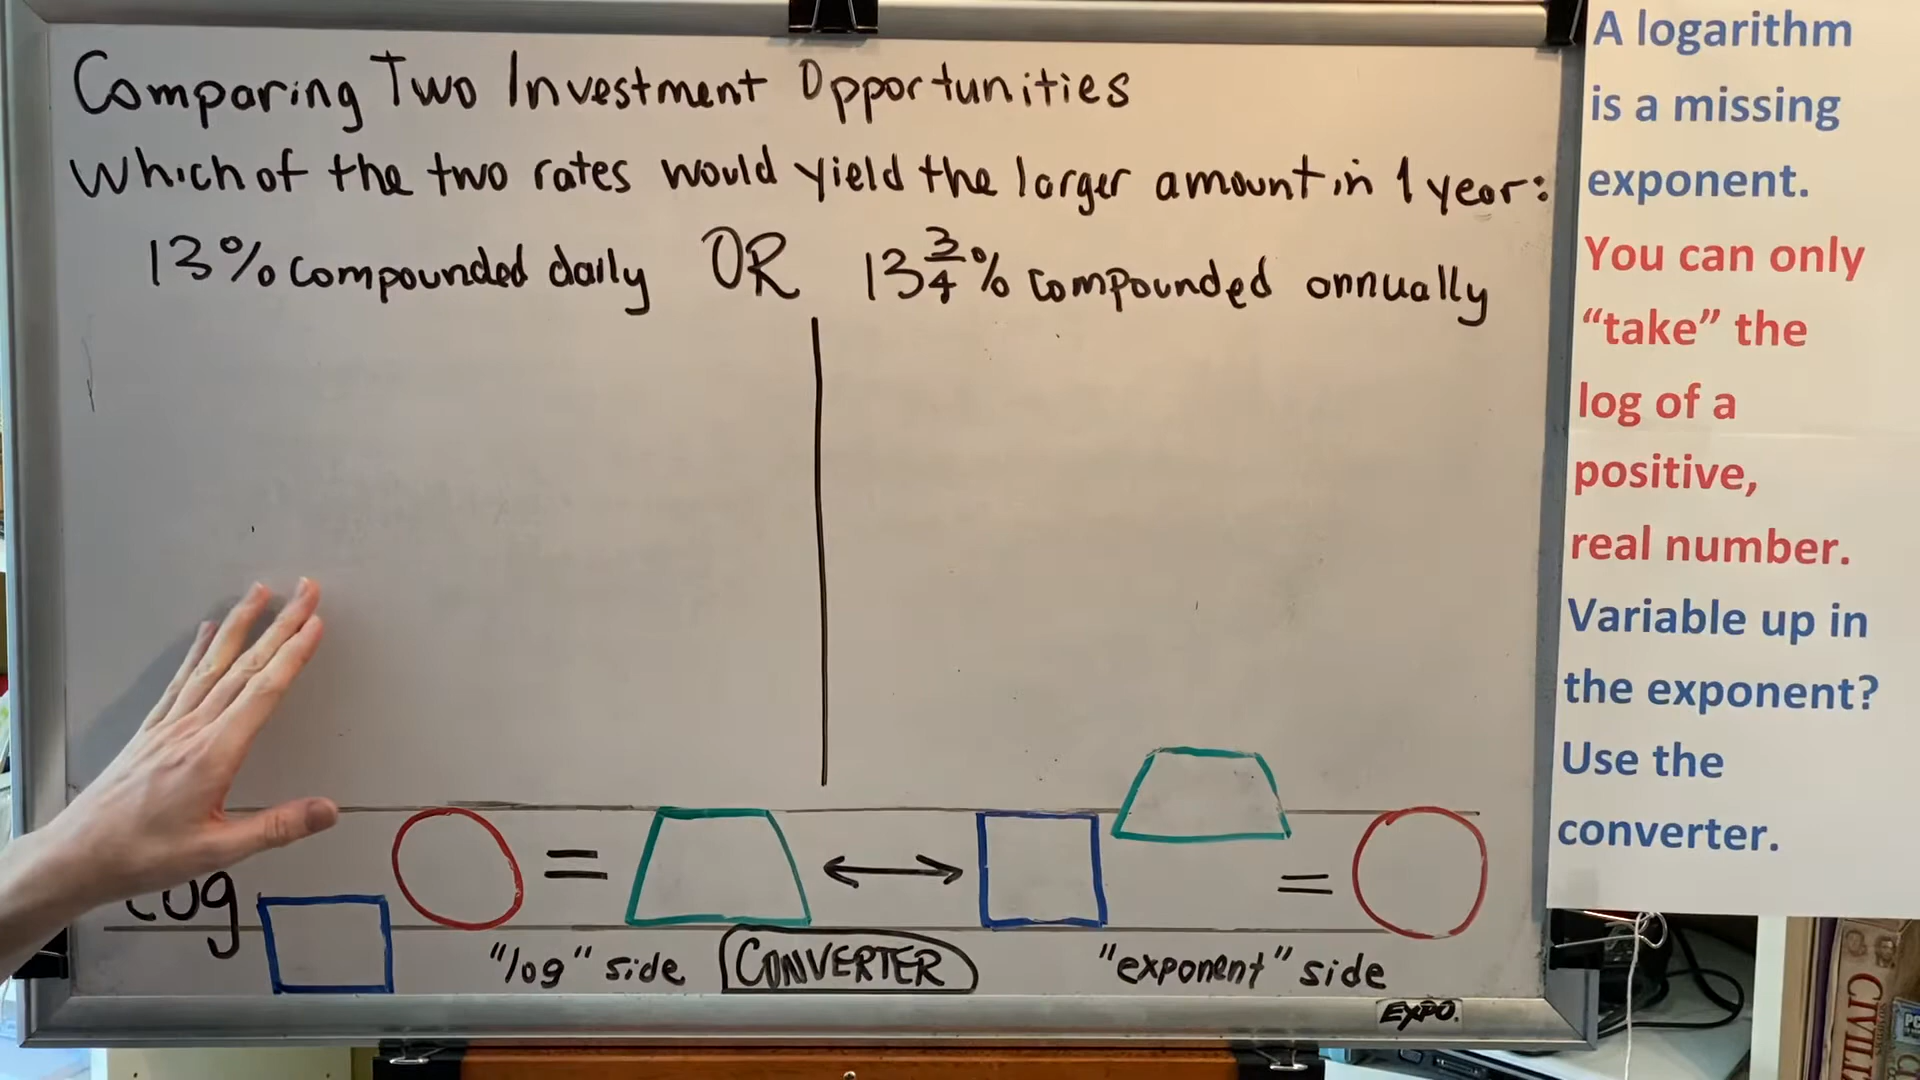 Comparing Two Investment Opportunities
Which of the two rates would yield the larger amount in 1 year:
13% compounded daily OR 13 3/4 % compounded annually
log = ↔ =
"log" side CONVERTER "exponent" side
EXPO.
A logarithm
is a missing
exponent.
You can only
“take” the
log of a
positive,
real number.
Variable up in
the exponent?
Use the
converter.